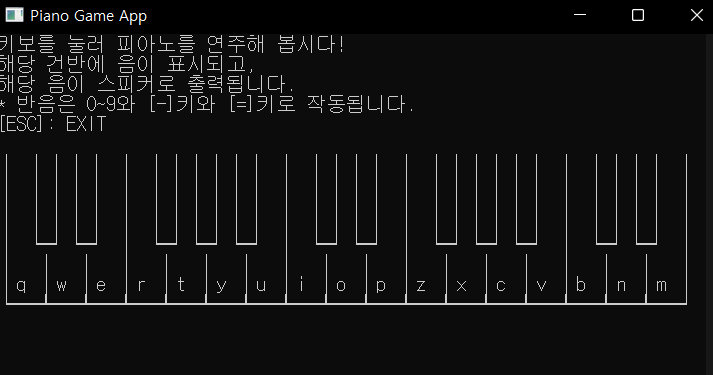 Piano Game App
키보를 눌러 피아노를 연주해 봅시다!
해당 건반에 음이 표시되고,
해당 음이 스피커로 출력됩니다.
* 반음은 0~9와 [-]키와 [=]키로 작동됩니다.
[ESC]: EXIT
q w e r t y u i o p z x c v b n m